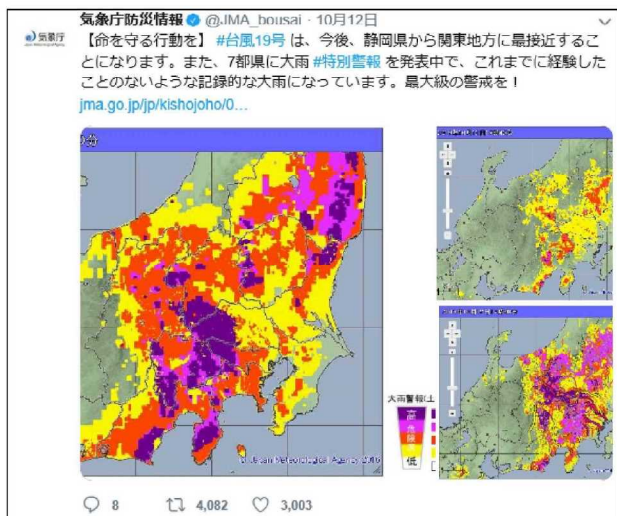 気象庁
気象庁防災情報 @JMA_bousai · 10月12日
【命を守る行動を】 #台風19号 は、今後、静岡県から関東地方に最接近するこ
とになります。また、7都県に大雨 #特別警報 を発表中で、これまでに経験した
ことのないような記録的な大雨になっています。最大級の警戒を！
jma.go.jp/jp/kishojoho/0...
大雨警報(土
高
危険度
低
8 4,082 3,003